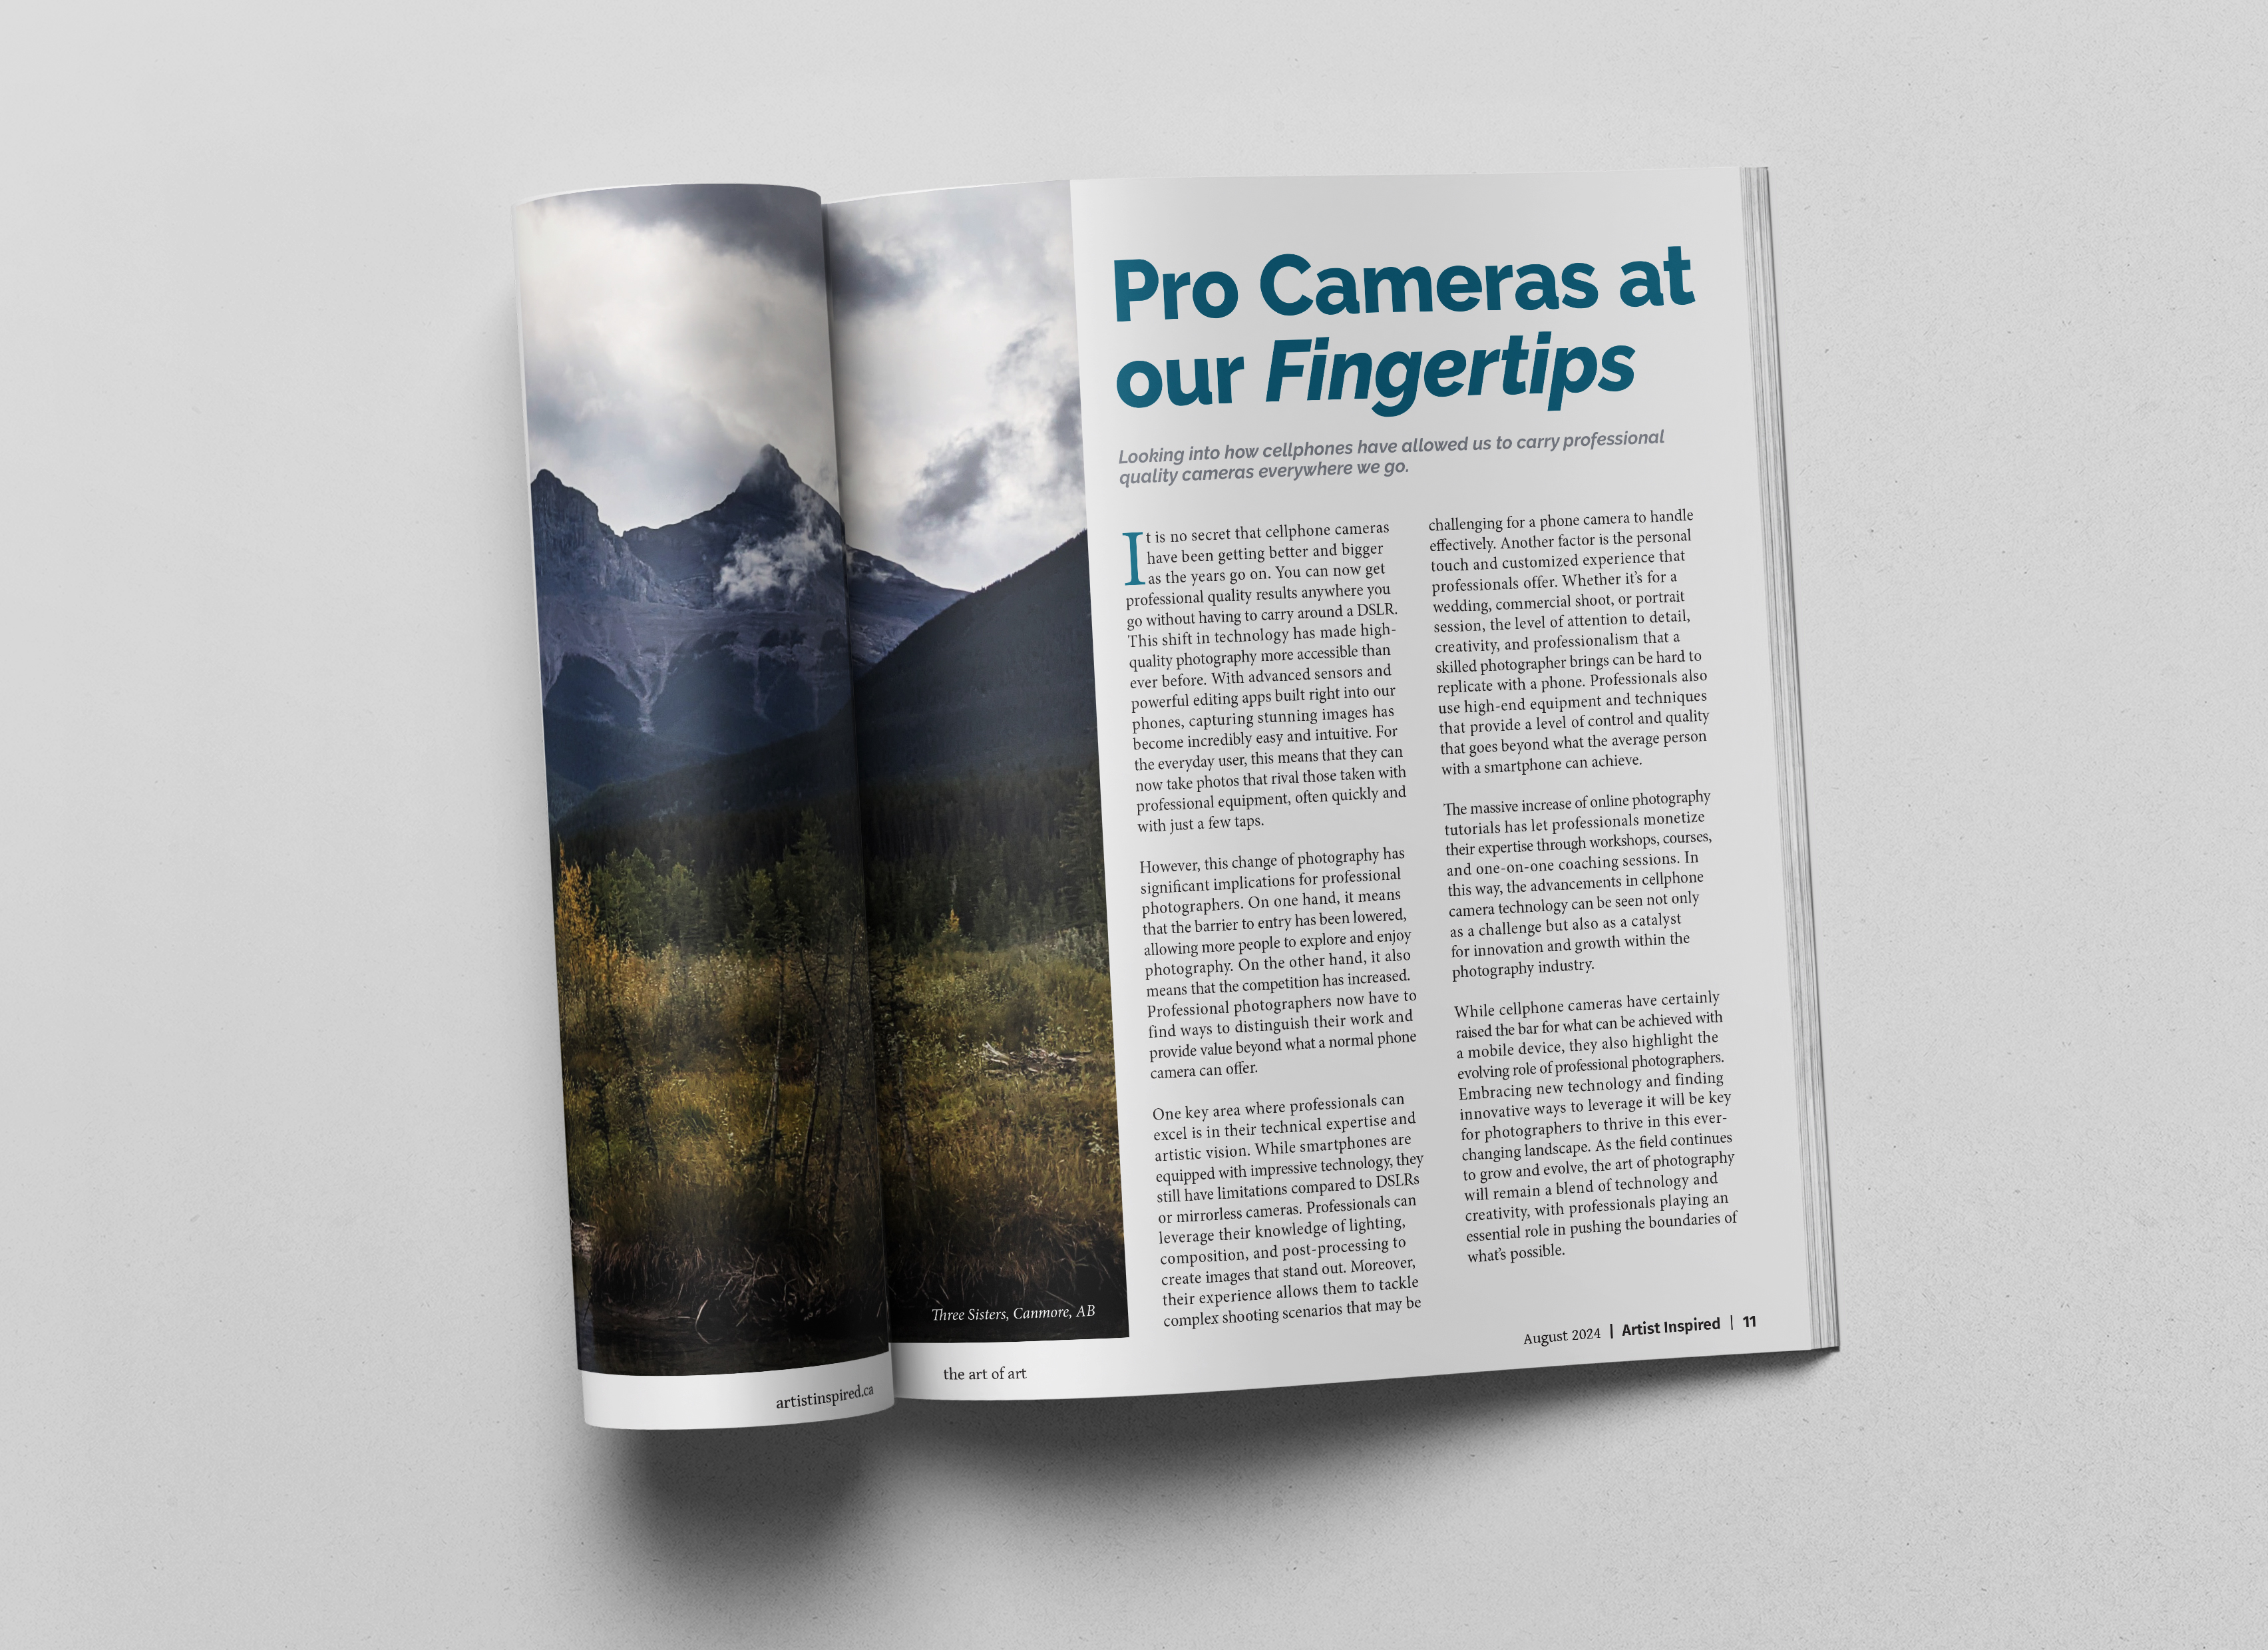 Pro Cameras at
our Fingertips
Looking into how cellphones have allowed us to carry professional
quality cameras everywhere we go.
It is no secret that cellphone cameras
have been getting better and bigger
as the years go on. You can now get
professional quality results anywhere you
go without having to carry around a DSLR.
This shift in technology has made high-
quality photography more accessible than
ever before. With advanced sensors and
powerful editing apps built right into our
phones, capturing stunning images has
become incredibly easy and intuitive. For
the everyday user, this means that they can
now take photos that rival those taken with
professional equipment, often quickly and
with just a few taps.
However, this change of photography has
significant implications for professional
photographers. On one hand, it means
that the barrier to entry has been lowered,
allowing more people to explore and enjoy
photography. On the other hand, it also
means that the competition has increased.
Professional photographers now have to
find ways to distinguish their work and
provide value beyond what a normal phone
camera can offer.
One key area where professionals can
excel is in their technical expertise and
artistic vision. While smartphones are
equipped with impressive technology, they
still have limitations compared to DSLRs
or mirrorless cameras. Professionals can
leverage their knowledge of lighting,
composition, and post-processing to
create images that stand out. Moreover,
their experience allows them to tackle
complex shooting scenarios that may be
challenging for a phone camera to handle
effectively. Another factor is the personal
touch and customized experience that
professionals offer. Whether it's for a
wedding, commercial shoot, or portrait
session, the level of attention to detail,
creativity, and professionalism that a
skilled photographer brings can be hard to
replicate with a phone. Professionals also
use high-end equipment and techniques
that provide a level of control and quality
that goes beyond what the average person
with a smartphone can achieve.
The massive increase of online photography
tutorials has let professionals monetize
their expertise through workshops, courses,
and one-on-one coaching sessions. In
this way, the advancements in cellphone
camera technology can be seen not only
as a challenge but also as a catalyst
for innovation and growth within the
photography industry.
While cellphone cameras have certainly
raised the bar for what can be achieved with
a mobile device, they also highlight the
evolving role of professional photographers.
Embracing new technology and finding
innovative ways to leverage it will be key
for photographers to thrive in this ever-
changing landscape. As the field continues
to grow and evolve, the art of photography
will remain a blend of technology and
creativity, with professionals playing an
essential role in pushing the boundaries of
what's possible.
Three Sisters, Canmore, AB
artistinspired.ca
the art of art
August 2024 | Artist Inspired | 11